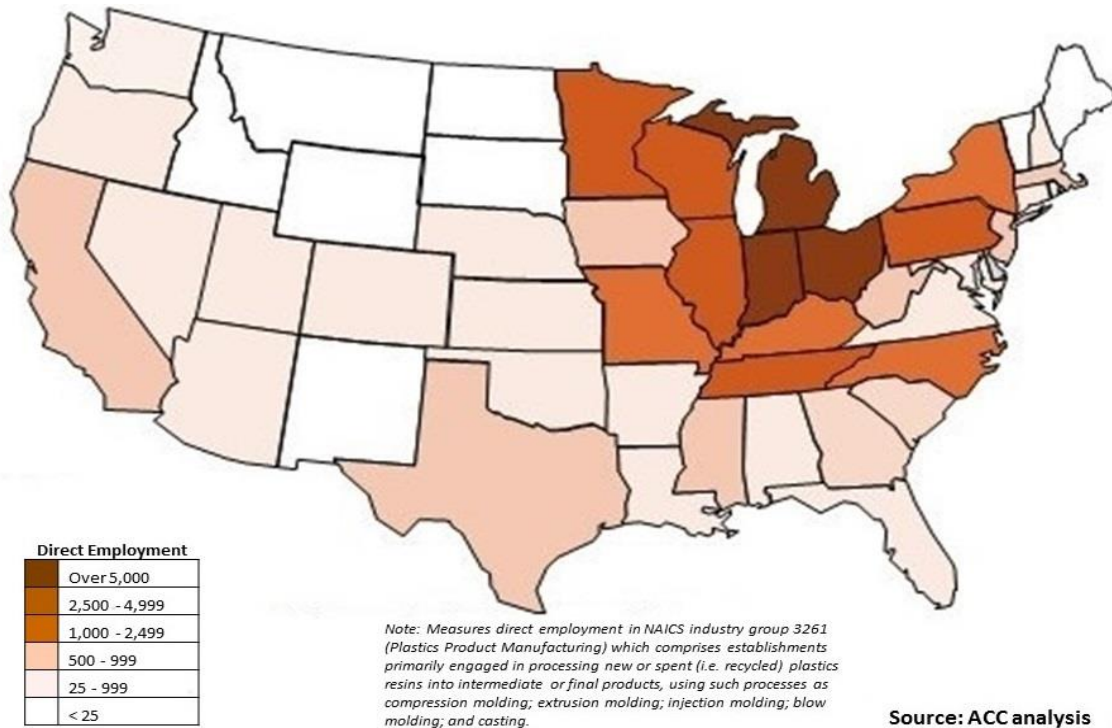 Direct Employment
Over 5,000
2,500 - 4,999
1,000 - 2,499
500 - 999
25 - 999
< 25
Note: Measures direct employment in NAICS industry group 3261
(Plastics Product Manufacturing) which comprises establishments
primarily engaged in processing new or spent (i.e. recycled) plastics
resins into intermediate or final products, using such processes as
compression molding; extrusion molding; injection molding; blow
molding; and casting.
Source: ACC analysis